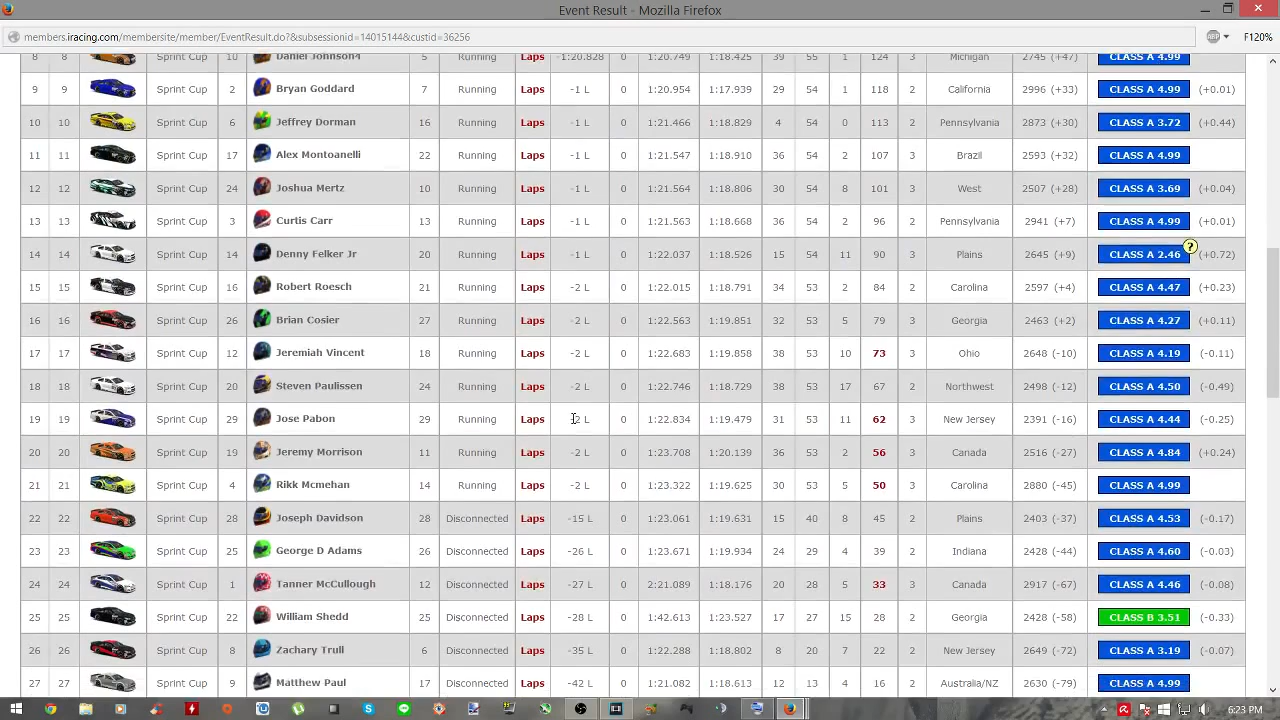 Event Result - Mozilla Firefox
members.iracing.com/membersite/member/EventResult.do?&subsessionid=14015144&custid=36256
F120%
8 8 Sprint Cup 10 Daniel Johnson4 5 Running Laps -1:20.828 0 1:20.749 39 55 1 124 2 Michigan 2745 (+47) CLASS A 4.99
9 9 Sprint Cup 2 Bryan Goddard 7 Running Laps -1 L 0 1:20.954 1:17.939 29 54 1 118 2 California 2996 (+33) CLASS A 4.99 (+0.01)
10 10 Sprint Cup 6 Jeffrey Dorman 16 Running Laps -1 L 0 1:21.466 1:18.829 4 54 0 113 2 Pennsylvania 2873 (+30) CLASS A 3.72 (+0.44)
11 11 Sprint Cup 17 Alex Montoanelli 22 Running Laps -1 L 0 1:21.547 1:18.910 36 54 2 107 3 Brazil 2593 (+32) CLASS A 4.99
12 12 Sprint Cup 24 Joshua Mertz 10 Running Laps -1 L 0 1:21.564 1:18.806 30 54 8 101 3 West 2507 (+28) CLASS A 3.69 (+0.04)
13 13 Sprint Cup 3 Curtis Carr 13 Running Laps -1 L 0 1:21.563 1:18.668 36 54 2 96 2 Pennsylvania 2941 (+7) CLASS A 4.99 (+0.01)
14 14 Sprint Cup 14 Denny Felker Jr 20 Running Laps -1 L 0 1:22.037 1:18.526 15 54 11 90 3 Plains 2645 (+9) CLASS A 2.46 ? (+0.72)
15 15 Sprint Cup 16 Robert Roesch 21 Running Laps -2 L 0 1:22.015 1:18.791 34 53 2 84 3 Carolina 2597 (+4) CLASS A 4.47 (+0.23)
16 16 Sprint Cup 26 Brian Cosier 27 Running Laps -2 L 0 1:22.563 1:19.851 32 53 5 79 3 Georgia 2463 (+2) CLASS A 4.27 (+0.11)
17 17 Sprint Cup 12 Jeremiah Vincent 18 Running Laps -2 L 0 1:22.683 1:19.858 38 53 10 73 3 Ohio 2648 (-10) CLASS A 4.19 (-0.11)
18 18 Sprint Cup 20 Steven Paulissen 24 Running Laps -2 L 0 1:22.746 1:18.729 38 53 17 67 2 Northwest 2498 (-12) CLASS A 4.50 (-0.49)
19 19 Sprint Cup 29 Jose Pabon 29 Running Laps 2 L 0 1:22.834 1:19.479 31 53 11 62 3 New Jersey 2391 (-16) CLASS A 4.44 (-0.25)
20 20 Sprint Cup 19 Jeremy Morrison 11 Running Laps -2 L 0 1:23.708 1:20.139 36 53 2 56 3 Canada 2516 (-27) CLASS A 4.84 (+0.24)
21 21 Sprint Cup 4 Rikk Mcmehan 14 Running Laps -2 L 0 1:23.322 1:19.625 30 53 5 50 3 Carolina 2880 (-45) CLASS A 4.99
22 22 Sprint Cup 28 Joseph Davidson 28 Disconnected Laps -15 L 0 1:23.061 1:19.631 15 40 8 45 2 Plains 2403 (-37) CLASS A 4.53 (-0.17)
23 23 Sprint Cup 25 George D Adams 26 Disconnected Laps -26 L 0 1:23.671 1:19.934 24 29 4 39 2 Indiana 2428 (-44) CLASS A 4.60 (-0.03)
24 24 Sprint Cup 1 Tanner McCullough 12 Disconnected Laps -27 L 0 2:21.089 1:18.176 20 28 5 33 3 Canada 2917 (-67) CLASS A 4.46 (-0.08)
25 25 Sprint Cup 22 William Shedd 25 Disconnected Laps -28 L 0 1:42.613 1:23.527 17 27 15 28 2 Georgia 2428 (-58) CLASS B 3.51 (-0.33)
26 26 Sprint Cup 8 Zachary Trull 15 Disconnected Laps -35 L 0 1:22.288 1:18.802 8 20 7 22 2 New Jersey 2649 (-72) CLASS A 3.19 (-0.07)
27 27 Sprint Cup 9 Matthew Paul 17 Disconnected Laps -42 L 0 1:21.082 1:18.613 12 13 4 16 2 Australia/NZ 2630 (-79) CLASS A 4.99
6:23 PM